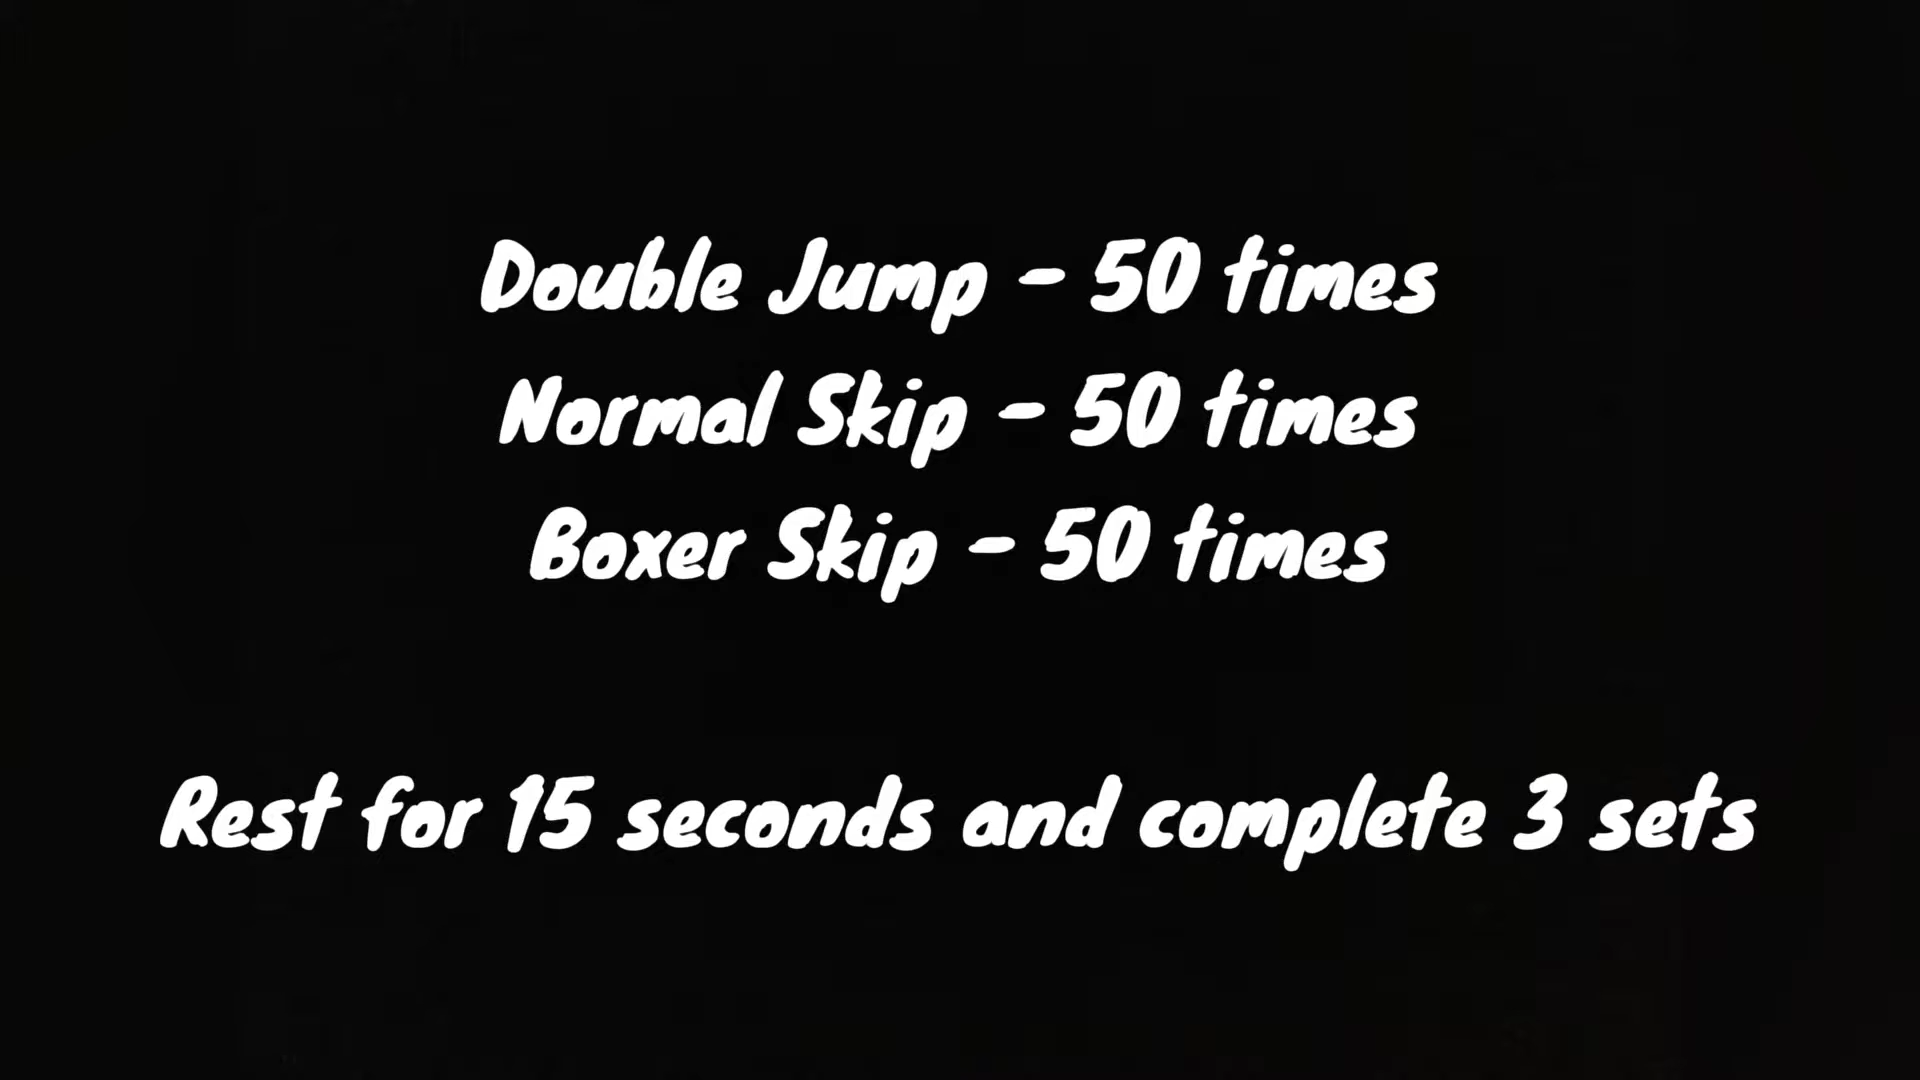 Double Jump - 50 times
Normal Skip - 50 times
Boxer Skip - 50 times
Rest for 15 seconds and complete 3 sets